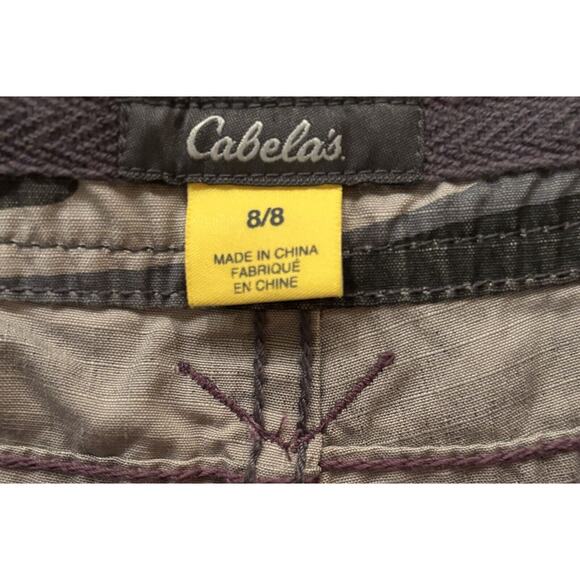 Cabela's.
8/8
MADE IN CHINA
FABRIQUÉ
EN CHINE